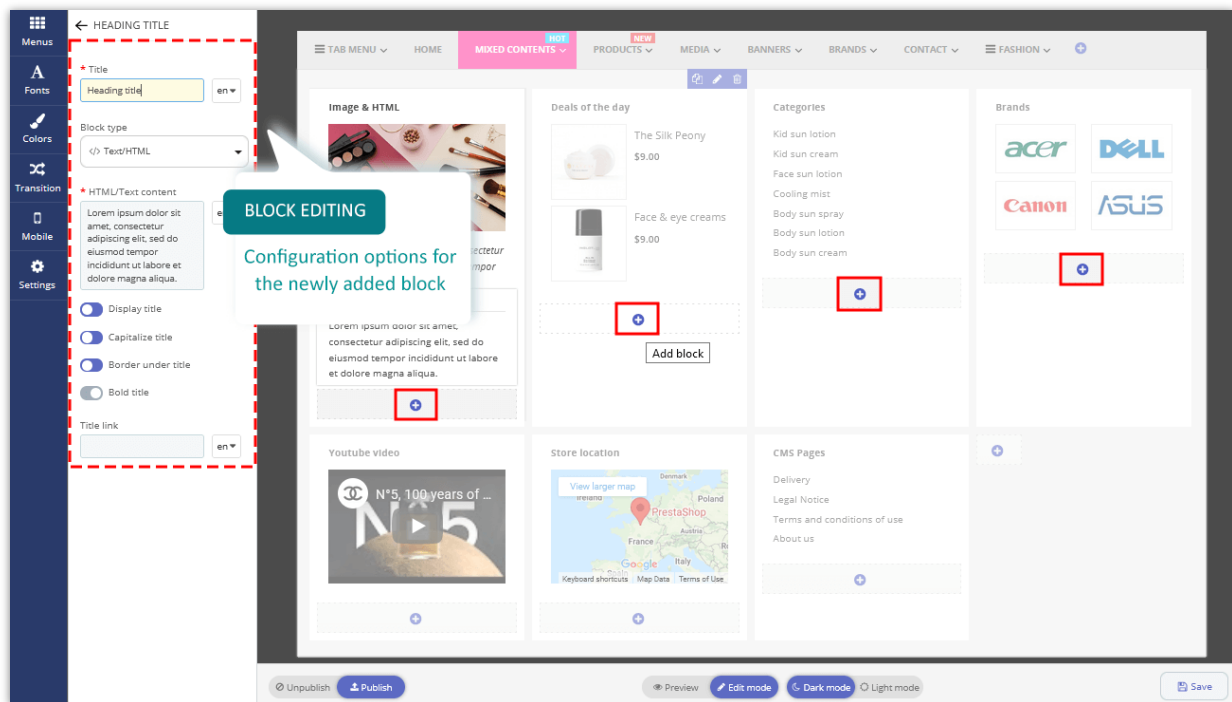 Menus
Fonts
Colors
Transition
Mobile
Settings
HEADING TITLE
* Title
Heading title
en
Block type
</> Text/HTML
* HTML/Text content
Lorem ipsum dolor sit
amet, consectetur
adipiscing elit, sed do
eiusmod tempor
incididunt ut labore et
dolore magna aliqua.
Display title
Capitalize title
Border under title
Bold title
Title link
en
BLOCK EDITING
Configuration options for
the newly added block
TAB MENU
HOME
HOT
MIXED CONTENTS
NEW
PRODUCTS
MEDIA
BANNERS
BRANDS
CONTACT
FASHION
Image & HTML
Lorem ipsum dolor sit amet,
consectetur adipiscing elit, sed do
eiusmod tempor incididunt ut labore
et dolore magna aliqua.
Deals of the day
The Silk Peony
$9.00
Face & eye creams
$9.00
Add block
Categories
Kid sun lotion
Kid sun cream
Face sun lotion
Cooling mist
Body sun spray
Body sun lotion
Body sun cream
Brands
acer
DELL
Canon
ASUS
Youtube video
N°5, 100 years of ...
N°5
Store location
View larger map
Denmark
Ireland
Poland
PrestaShop
Austria
France
Italy
Google
Keyboard shortcuts
Map Data
Terms of Use
CMS Pages
Delivery
Legal Notice
Terms and conditions of use
About us
Unpublish
Publish
Preview
Edit mode
Dark mode
Light mode
Save